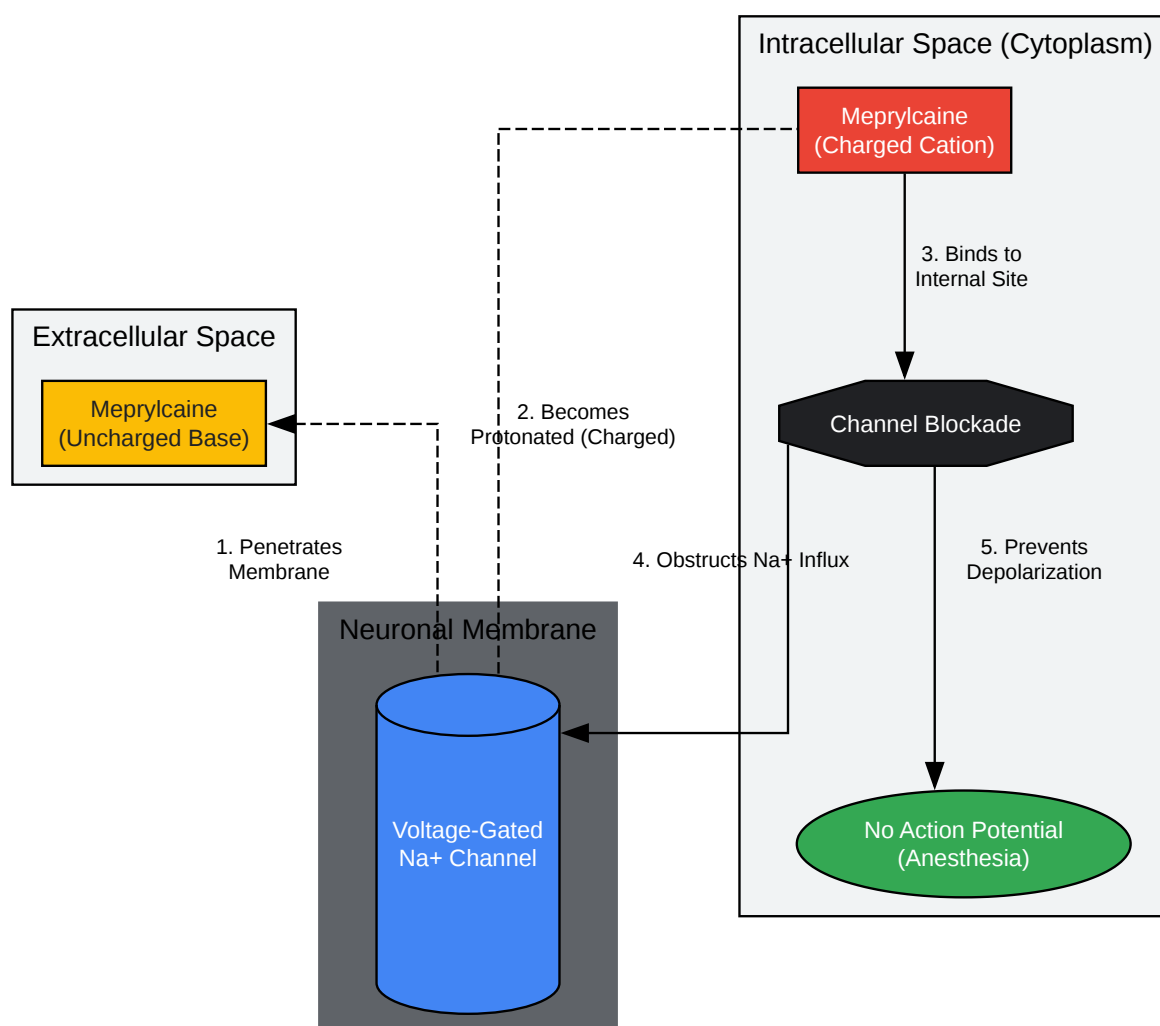 Intracellular Space (Cytoplasm)
Meprylcaine
(Charged Cation)
3. Binds to
Internal Site
Extracellular Space
Meprylcaine
(Uncharged Base)
2. Becomes
Protonated (Charged)
Channel Blockade
1. Penetrates
Membrane
4. Obstructs Na+ Influx
5. Prevents
Depolarization
Neuronal Membrane
Voltage-Gated
Na+ Channel
No Action Potential
(Anesthesia)